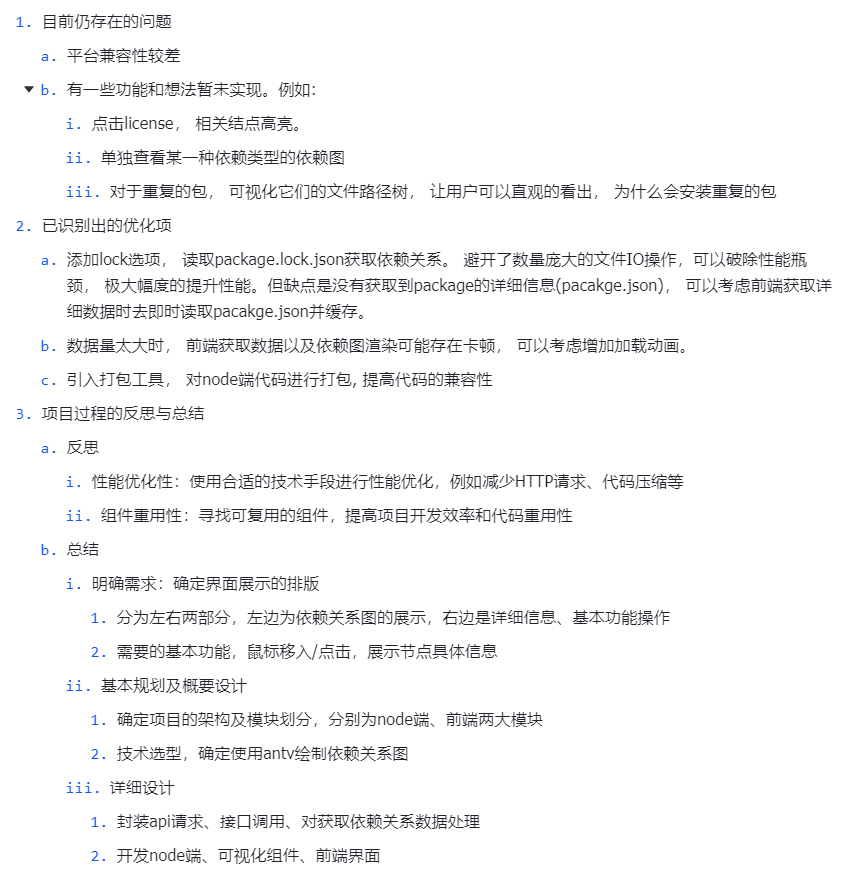 1. 目前仍存在的问题
a. 平台兼容性较差
b. 有一些功能和想法暂未实现。例如：
i. 点击license， 相关结点高亮。
ii. 单独查看某一种依赖类型的依赖图
iii. 对于重复的包， 可视化它们的文件路径树， 让用户可以直观的看出， 为什么会安装重复的包
2. 已识别出的优化项
a. 添加lock选项， 读取package.lock.json获取依赖关系。 避开了数量庞大的文件IO操作，可以破除性能瓶
颈， 极大幅度的提升性能。但缺点是没有获取到package的详细信息(pacakge.json)， 可以考虑前端获取详
细数据时去即时读取pacakge.json并缓存。
b. 数据量太大时， 前端获取数据以及依赖图渲染可能存在卡顿， 可以考虑增加加载动画。
c. 引入打包工具， 对node端代码进行打包, 提高代码的兼容性
3. 项目过程的反思与总结
a. 反思
i. 性能优化性：使用合适的技术手段进行性能优化，例如减少HTTP请求、代码压缩等
ii. 组件重用性：寻找可复用的组件，提高项目开发效率和代码重用性
b. 总结
i. 明确需求：确定界面展示的排版
1. 分为左右两部分，左边为依赖关系图的展示，右边是详细信息、基本功能操作
2. 需要的基本功能，鼠标移入/点击，展示节点具体信息
ii. 基本规划及概要设计
1. 确定项目的架构及模块划分，分别为node端、前端两大模块
2. 技术选型，确定使用antv绘制依赖关系图
iii. 详细设计
1. 封装api请求、接口调用、对获取依赖关系数据处理
2. 开发node端、可视化组件、前端界面